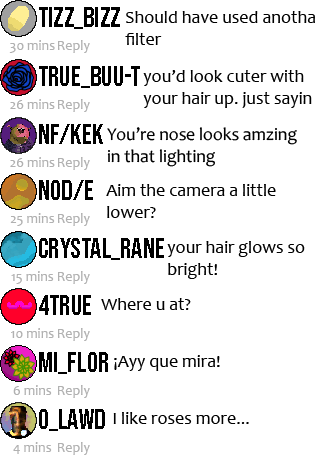 TIZZ_BIZZ Should have used anotha
filter
30 mins Reply
TRUE_BUU-T you'd look cuter with
your hair up. just sayin
26 mins Reply
NF/KEK You're nose looks amzing
in that lighting
26 mins Reply
NOD/E Aim the camera a little
lower?
25 mins Reply
CRYSTAL_RANE your hair glows so
bright!
15 mins Reply
4TRUE Where u at?
10 mins Reply
MI_FLOR ¡Ayy que mira!
6 mins Reply
O_LAWD I like roses more...
4 mins Reply